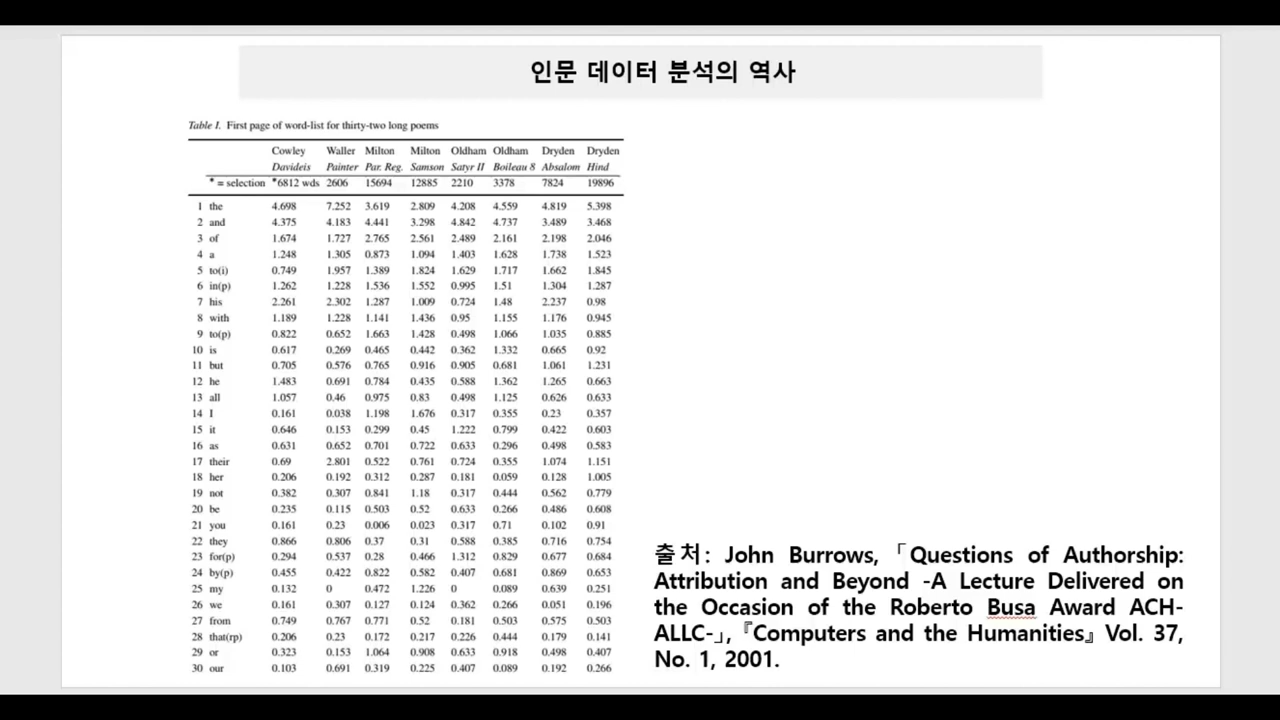 인문 데이터 분석의 역사
Table I. First page of word-list for thirty-two long poems
Cowley Waller Milton Milton Oldham Oldham Dryden Dryden
Davideis Painter Par. Reg. Samson Satyr II Boileau 8 Absalom Hind
* = selection *6812 wds 2606 15694 12885 2210 3378 7824 19896
1 the 4.698 7.252 3.619 2.809 4.208 4.559 4.819 5.398
2 and 4.375 4.183 4.441 3.298 4.842 4.737 3.489 3.468
3 of 1.674 1.727 2.765 2.561 2.489 2.161 2.198 2.046
4 a 1.248 1.305 0.873 1.094 1.403 1.628 1.738 1.523
5 to(i) 0.749 1.957 1.389 1.824 1.629 1.717 1.662 1.845
6 in(p) 1.262 1.228 1.536 1.552 0.995 1.51 1.304 1.287
7 his 2.261 2.302 1.287 1.009 0.724 1.48 2.237 0.98
8 with 1.189 1.228 1.141 1.436 0.95 1.155 1.176 0.945
9 to(p) 0.822 0.652 1.663 1.428 0.498 1.066 1.035 0.885
10 is 0.617 0.269 0.465 0.442 0.362 1.332 0.665 0.92
11 but 0.705 0.576 0.765 0.916 0.905 0.681 1.061 1.231
12 he 1.483 0.691 0.784 0.435 0.588 1.362 1.265 0.663
13 all 1.057 0.46 0.975 0.83 0.498 1.125 0.626 0.633
14 I 0.161 0.038 1.198 1.676 0.317 0.355 0.23 0.357
15 it 0.646 0.153 0.299 0.45 1.222 0.799 0.422 0.603
16 as 0.631 0.652 0.701 0.722 0.633 0.296 0.498 0.583
17 their 0.69 2.801 0.522 0.761 0.724 0.355 1.074 1.151
18 her 0.206 0.192 0.312 0.287 0.181 0.059 0.128 1.005
19 not 0.382 0.307 0.841 1.18 0.317 0.444 0.562 0.779
20 be 0.235 0.115 0.503 0.52 0.633 0.266 0.486 0.608
21 you 0.161 0.23 0.006 0.023 0.317 0.71 0.102 0.91
22 they 0.866 0.806 0.37 0.31 0.588 0.385 0.716 0.754
23 for(p) 0.294 0.537 0.28 0.466 1.312 0.829 0.677 0.684
24 by(p) 0.455 0.422 0.822 0.582 0.407 0.681 0.869 0.653
25 my 0.132 0 0.472 1.226 0 0.089 0.639 0.251
26 we 0.161 0.307 0.127 0.124 0.362 0.266 0.051 0.196
27 from 0.749 0.767 0.771 0.52 0.181 0.503 0.575 0.503
28 that(rp) 0.206 0.23 0.172 0.217 0.226 0.444 0.179 0.141
29 or 0.323 0.153 1.064 0.908 0.633 0.918 0.498 0.407
30 our 0.103 0.691 0.319 0.225 0.407 0.089 0.192 0.266
출처: John Burrows, 「Questions of Authorship:
Attribution and Beyond -A Lecture Delivered on
the Occasion of the Roberto Busa Award ACH-
ALLC-」, 『Computers and the Humanities』 Vol. 37,
No. 1, 2001.